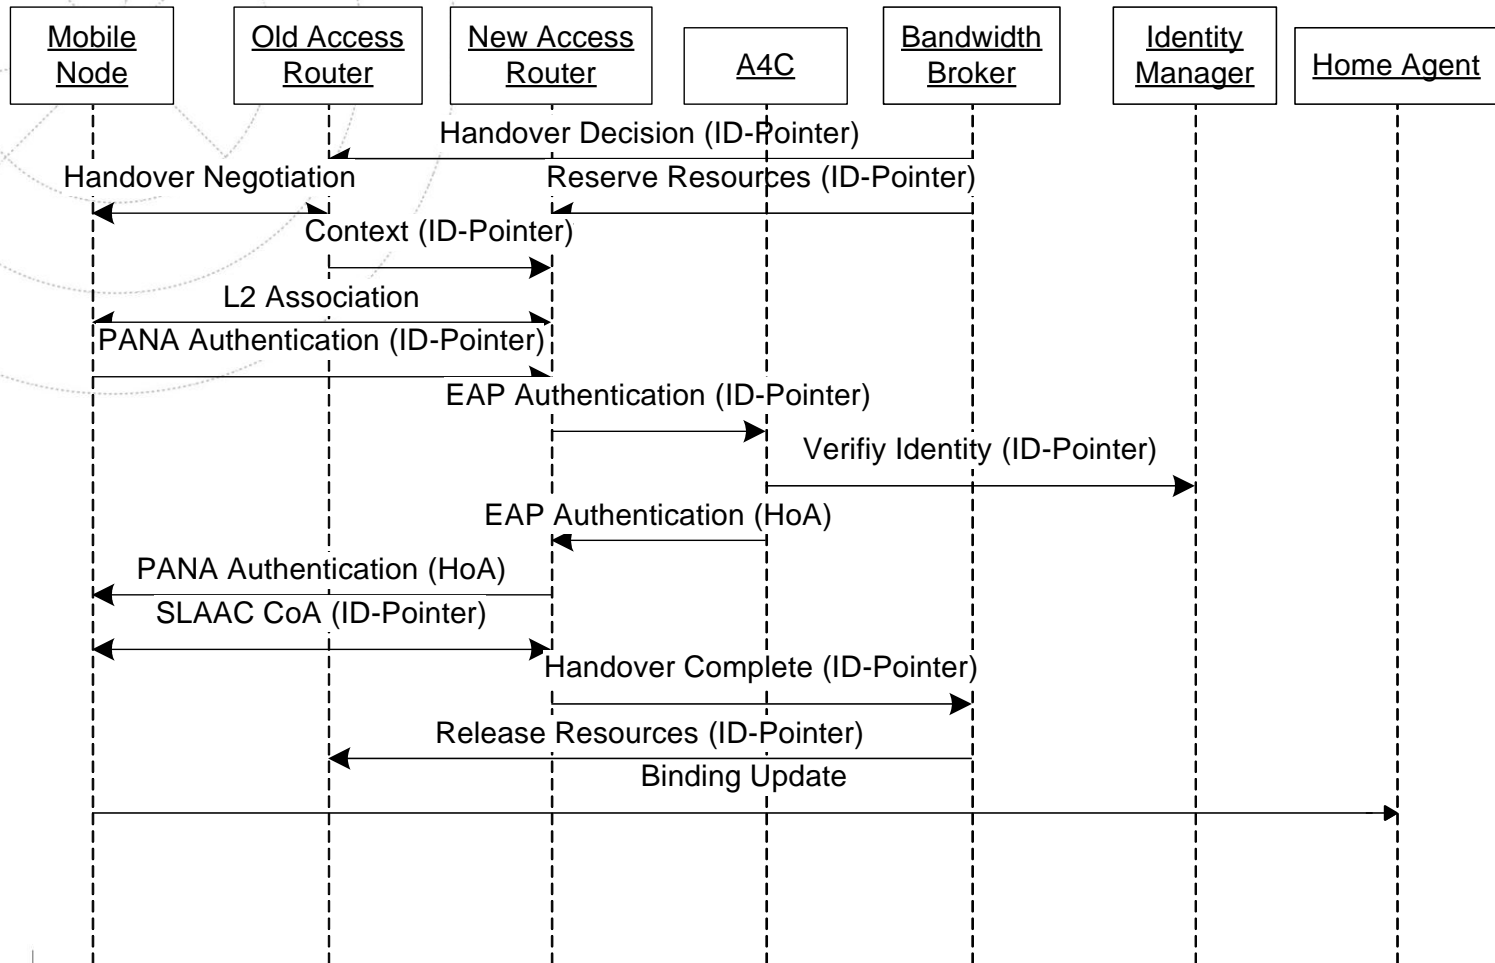 Mobile
Node
Old Access
Router
New Access
Router
A4C
Bandwidth
Broker
Identity
Manager
Home Agent
Handover Decision (ID-Pointer)
Handover Negotiation
Reserve Resources (ID-Pointer)
Context (ID-Pointer)
L2 Association
PANA Authentication (ID-Pointer)
EAP Authentication (ID-Pointer)
Verifiy Identity (ID-Pointer)
EAP Authentication (HoA)
PANA Authentication (HoA)
SLAAC CoA (ID-Pointer)
Handover Complete (ID-Pointer)
Release Resources (ID-Pointer)
Binding Update